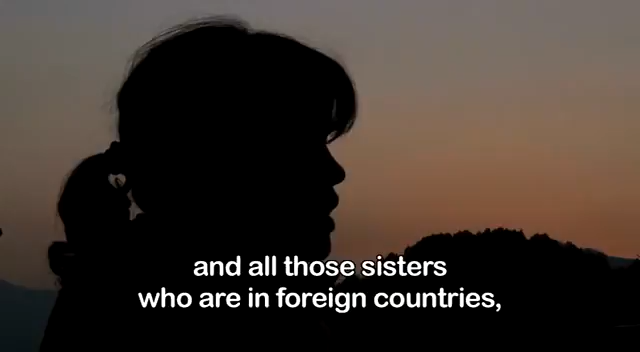 and all those sisters
who are in foreign countries,